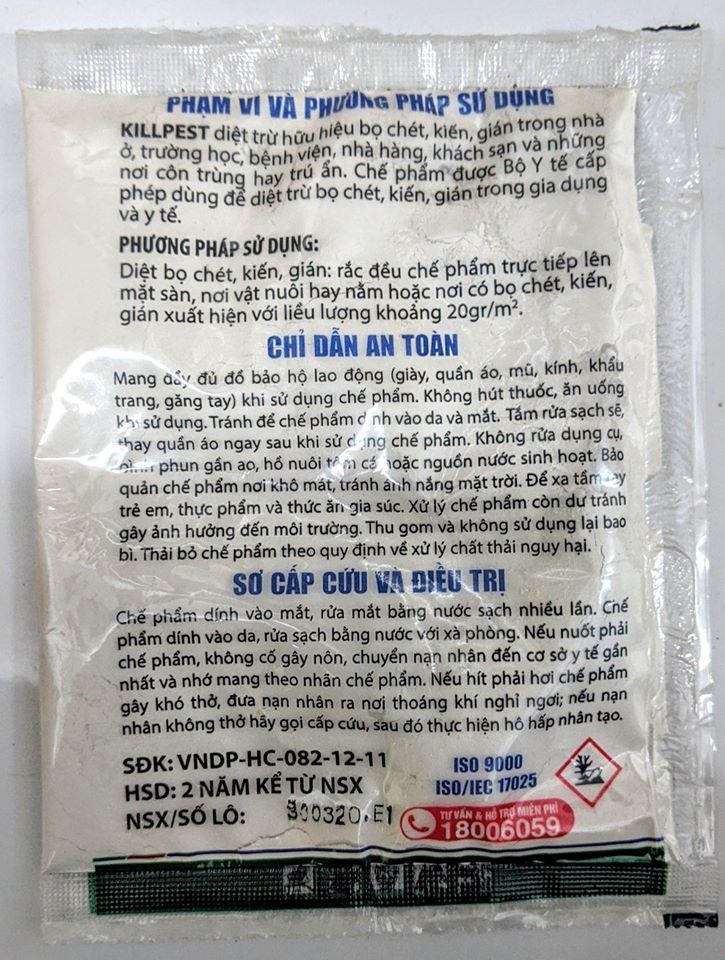 PHẠM VI VÀ PHƯƠNG PHÁP SỬ DỤNG
KILLPEST diệt trừ hữu hiệu bọ chét, kiến, gián trong nhà
ở, trường học, bệnh viện, nhà hàng, khách sạn và những
nơi côn trùng hay trú ẩn. Chế phẩm được Bộ Y tế cấp
phép dùng để diệt trừ bọ chét, kiến, gián trong gia dụng
và y tế.
PHƯƠNG PHÁP SỬ DỤNG:
Diệt bọ chét, kiến, gián: rắc đều chế phẩm trực tiếp lên
mặt sàn, nơi vật nuôi hay nằm hoặc nơi có bọ chét, kiến,
gián xuất hiện với liều lượng khoảng 20gr/m².
CHỈ DẪN AN TOÀN
Mang đầy đủ đồ bảo hộ lao động (giày, quần áo, mũ, kính, khẩu
trang, găng tay) khi sử dụng chế phẩm. Không hút thuốc, ăn uống
khi sử dụng. Tránh để chế phẩm dính vào da và mắt. Tắm rửa sạch sẽ,
thay quần áo ngay sau khi sử dụng chế phẩm. Không rửa dụng cụ,
bình phun gần ao, hồ nuôi tôm cá hoặc nguồn nước sinh hoạt. Bảo
quản chế phẩm nơi khô mát, tránh ánh nắng mặt trời. Để xa tầm tay
trẻ em, thực phẩm và thức ăn gia súc. Xử lý chế phẩm còn dư tránh
gây ảnh hưởng đến môi trường. Thu gom và không sử dụng lại bao
bì. Thải bỏ chế phẩm theo quy định về xử lý chất thải nguy hại.
SƠ CẤP CỨU VÀ ĐIỀU TRỊ
Chế phẩm dính vào mắt, rửa mắt bằng nước sạch nhiều lần. Chế
phẩm dính vào da, rửa sạch bằng nước với xà phòng. Nếu nuốt phải
chế phẩm, không cố gây nôn, chuyển nạn nhân đến cơ sở y tế gần
nhất và nhớ mang theo nhãn chế phẩm. Nếu hít phải hơi chế phẩm
gây khó thở, đưa nạn nhân ra nơi thoáng khí nghỉ ngơi; nếu nạn
nhân không thở hãy gọi cấp cứu, sau đó thực hiện hô hấp nhân tạo.
SĐK: VNDP-HC-082-12-11
HSD: 2 NĂM KỂ TỪ NSX
NSX/SỐ LÔ: 300320.E1
ISO 9000
ISO/IEC 17025
TƯ VẤN & HỖ TRỢ MIỄN PHÍ
18006059